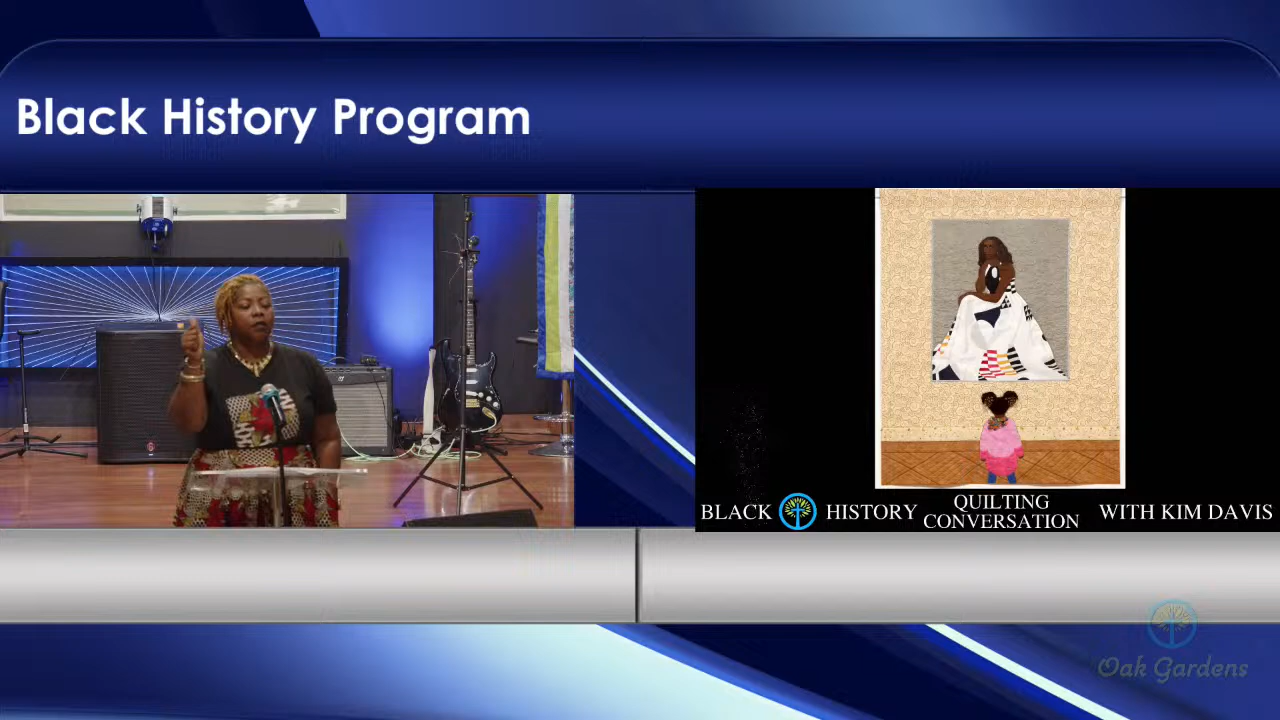 Black History Program
BLACK HISTORY QUILTING CONVERSATION WITH KIM DAVIS
Oak Gardens